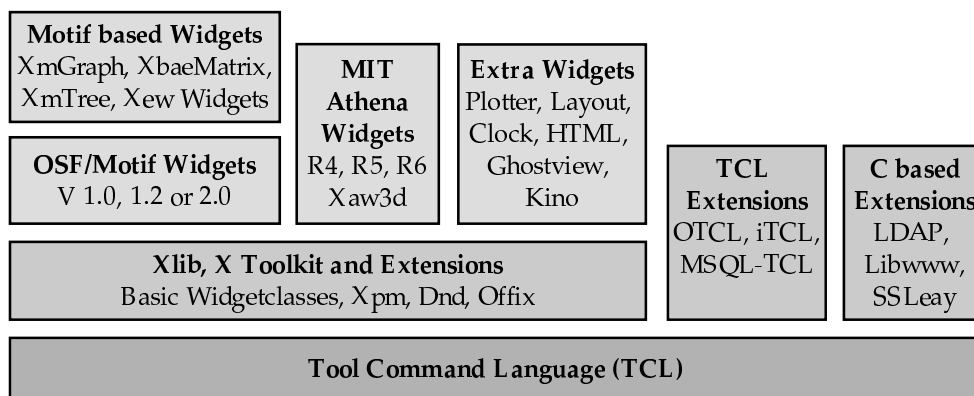 Motif based Widgets
XmGraph, XbaeMatrix,
XmTree, Xew Widgets
OSF/Motif Widgets
V 1.0, 1.2 or 2.0
MIT
Athena
Widgets
R4, R5, R6
Xaw3d
Extra Widgets
Plotter, Layout,
Clock, HTML,
Ghostview,
Kino
TCL
Extensions
OTCL, iTCL,
MSQL-TCL
C based
Extensions
LDAP,
Libwww,
SSLeay
Xlib, X Toolkit and Extensions
Basic Widgetclasses, Xpm, Dnd, Offix
Tool Command Language (TCL)